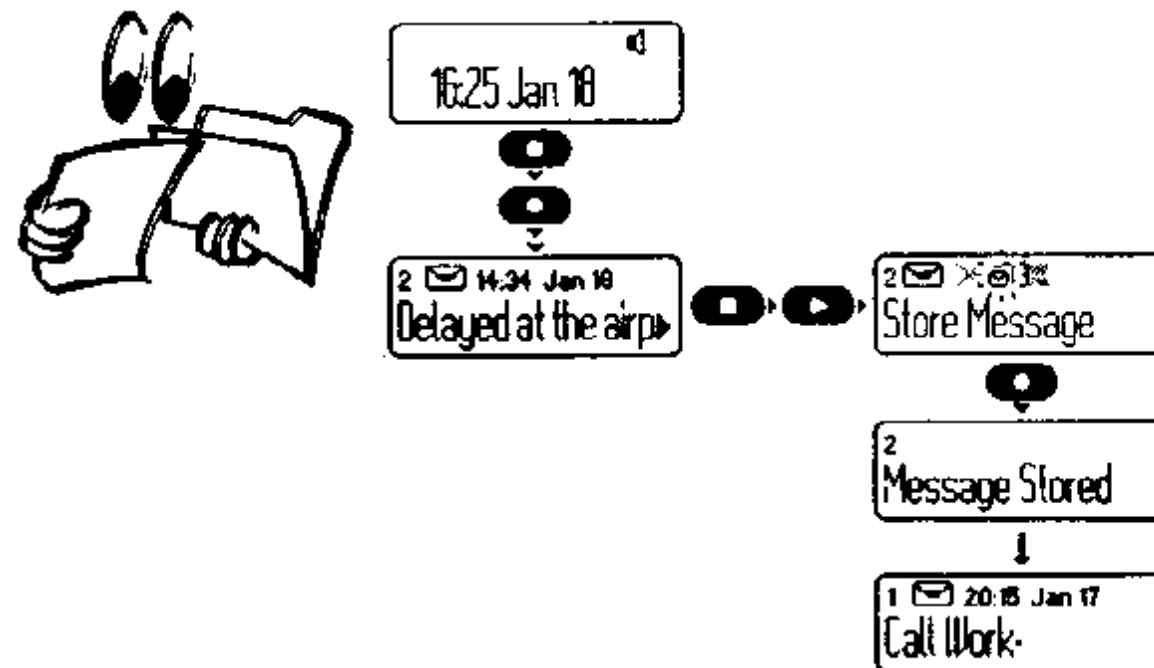 16:25 Jan 18
2 14:34 Jan 18
Delayed at the airp
2
Store Message
2
Message Stored
1 20:15 Jan 17
Call Work.